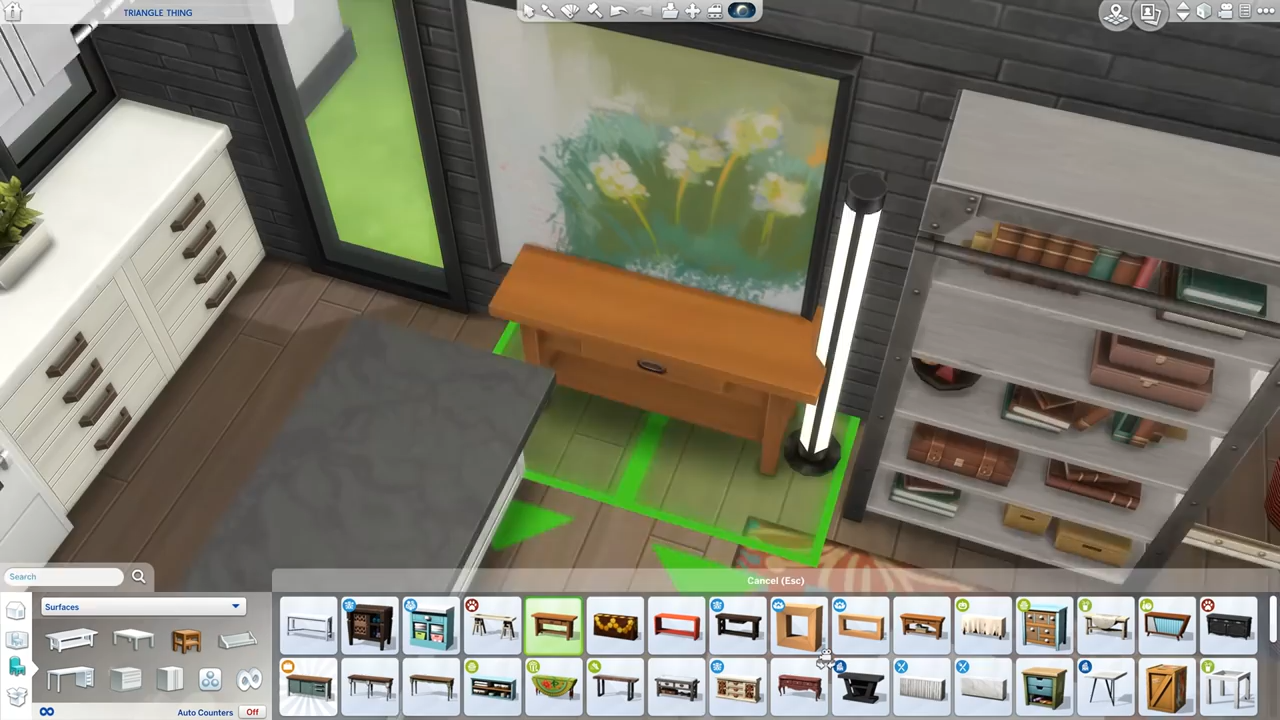 TRIANGLE THING
Search
Cancel (Esc)
Surfaces
Auto Counters
Off